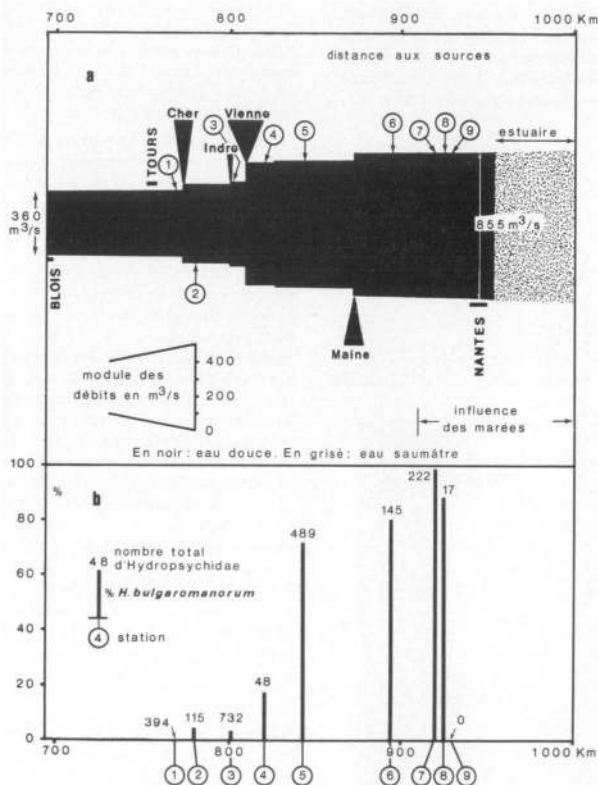 700 800 900 1000 Km
distance aux sources
a
Cher Vienne
3
Indre
4 5 6 7 8 9
1
TOURS
estuaire
360
m³/s
855 m³/s
BLOIS
2
NANTES
Maine
module des
débits en m³/s
400
200
0
influence
des marées
En noir : eau douce. En grisé : eau saumâtre
100
%
b
80
60
40
20
0
48
nombre total
d'Hydropsychidae
% H. bulgaromanorum
4 station
394 115 732 48 489 145 222 17 0
700 800 900 1000 Km
1 2 3 4 5 6 7 8 9